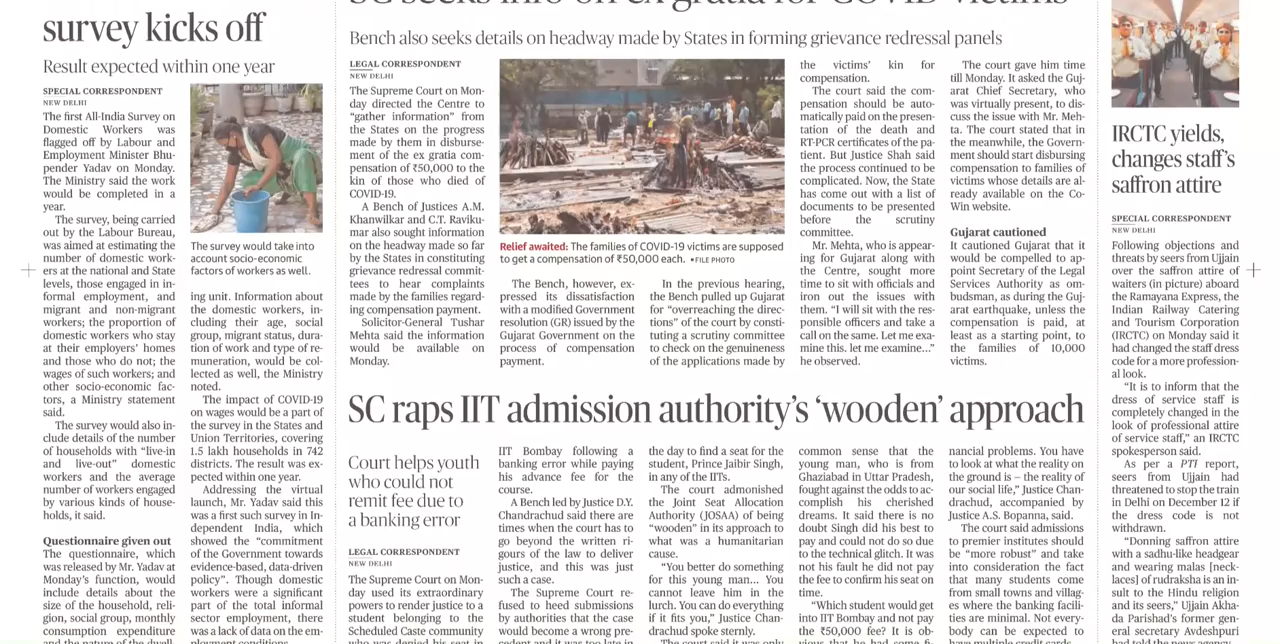 survey kicks off
Result expected within one year
SPECIAL CORRESPONDENT
NEW DELHI
The first All-India Survey on
Domestic Workers was
flagged off by Labour and
Employment Minister Bhu-
pender Yadav on Monday.
The Ministry said the work
would be completed in a
year.
The survey, being carried
out by the Labour Bureau,
was aimed at estimating the
number of domestic work-
ers at the national and State
levels, those engaged in in-
formal employment, and
migrant and non-migrant
workers; the proportion of
domestic workers who stay
at their employers' homes
and those who do not; the
wages of such workers; and
other socio-economic fac-
tors, a Ministry statement
said.
The survey would also in-
clude details of the number
of households with “live-in
and live-out” domestic
workers and the average
number of workers engaged
by various kinds of house-
holds, it said.
Questionnaire given out
The questionnaire, which
was released by Mr. Yadav at
Monday's function, would
include details about the
size of the household, reli-
gion, social group, monthly
consumption expenditure
and the nature of the dwell-
The survey would take into
account socio-economic
factors of workers as well.
ing unit. Information about
the domestic workers, in-
cluding their age, social
group, migrant status, dura-
tion of work and type of re-
muneration, would be col-
lected as well, the Ministry
noted.
The impact of COVID-19
on wages would be a part of
the survey in the States and
Union Territories, covering
1.5 lakh households in 742
districts. The result was ex-
pected within one year.
Addressing the virtual
launch, Mr. Yadav said this
was a first such survey in In-
dependent India, which
showed the “commitment
of the Government towards
evidence-based, data-driven
policy”. Though domestic
workers were a significant
part of the total informal
sector employment, there
was a lack of data on the em-
ployment conditions.
SC seeks info on ex gratia for COVID victims
Bench also seeks details on headway made by States in forming grievance redressal panels
LEGAL CORRESPONDENT
NEW DELHI
The Supreme Court on Mon-
day directed the Centre to
“gather information” from
the States on the progress
made by them in disburse-
ment of the ex gratia com-
pensation of ₹50,000 to the
kin of those who died of
COVID-19.
A Bench of Justices A.M.
Khanwilkar and C.T. Raviku-
mar also sought information
on the headway made so far
by the States in constituting
grievance redressal commit-
tees to hear complaints
made by the families regard-
ing compensation payment.
Solicitor-General Tushar
Mehta said the information
would be available on
Monday.
Relief awaited: The families of COVID-19 victims are supposed
to get a compensation of ₹50,000 each. •FILE PHOTO
The Bench, however, ex-
pressed its dissatisfaction
with a modified Government
resolution (GR) issued by the
Gujarat Government on the
process of compensation
payment.
In the previous hearing,
the Bench pulled up Gujarat
for “overreaching the direc-
tions” of the court by consti-
tuting a scrutiny committee
to check on the genuineness
of the applications made by
the victims' kin for
compensation.
The court said the com-
pensation should be auto-
matically paid on the presen-
tation of the death and
RT-PCR certificates of the pa-
tient. But Justice Shah said
the process continued to be
complicated. Now, the State
has come out with a list of
documents to be presented
before the scrutiny
committee.
Mr. Mehta, who is appear-
ing for Gujarat along with
the Centre, sought more
time to sit with officials and
iron out the issues with
them. “I will sit with the res-
ponsible officers and take a
call on the same. Let me exa-
mine this. let me examine...”
he observed.
The court gave him time
till Monday. It asked the Guj-
arat Chief Secretary, who
was virtually present, to dis-
cuss the issue with Mr. Meh-
ta. The court stated that in
the meanwhile, the Govern-
ment should start disbursing
compensation to families of
victims whose details are al-
ready available on the Co-
Win website.
Gujarat cautioned
It cautioned Gujarat that it
would be compelled to ap-
point Secretary of the Legal
Services Authority as om-
budsman, as during the Guj-
arat earthquake, unless the
compensation is paid, at
least as a starting point, to
the families of 10,000
victims.
SC raps IIT admission authority's ‘wooden’ approach
Court helps youth
who could not
remit fee due to
a banking error
LEGAL CORRESPONDENT
NEW DELHI
The Supreme Court on Mon-
day used its extraordinary
powers to render justice to a
student belonging to the
Scheduled Caste community
who was denied his seat in
IIT Bombay following a
banking error while paying
his advance fee for the
course.
A Bench led by Justice D.Y.
Chandrachud said there are
times when the court has to
go beyond the written ri-
gours of the law to deliver
justice, and this was just
such a case.
The Supreme Court re-
fused to heed submissions
by authorities that the case
would become a wrong pre-
cedent and it was too late in
the day to find a seat for the
student, Prince Jaibir Singh,
in any of the IITs.
The court admonished
the Joint Seat Allocation
Authority (JOSAA) of being
“wooden” in its approach to
what was a humanitarian
cause.
“You better do something
for this young man... You
cannot leave him in the
lurch. You can do everything
if it fits you,” Justice Chan-
drachud spoke sternly.
The court said it was only
common sense that the
young man, who is from
Ghaziabad in Uttar Pradesh,
fought against the odds to ac-
complish his cherished
dreams. It said there is no
doubt Singh did his best to
pay and could not do so due
to the technical glitch. It was
not his fault he did not pay
the fee to confirm his seat on
time.
“Which student would get
into IIT Bombay and not pay
the ₹50,000 fee? It is ob-
vious that he had some fi-
nancial problems. You have
to look at what the reality on
the ground is – the reality of
our social life,” Justice Chan-
drachud, accompanied by
Justice A.S. Bopanna, said.
The court said admissions
to premier institutions should
be “more robust” and take
into consideration the fact
that many students come
from small towns and villag-
es where the banking facili-
ties are minimal. Not every-
body can be expected to
have multiple credit cards.
IRCTC yields,
changes staff's
saffron attire
SPECIAL CORRESPONDENT
NEW DELHI
Following objections and
threats by seers from Ujjain
over the saffron attire of
waiters (in picture) aboard
the Ramayana Express, the
Indian Railway Catering
and Tourism Corporation
(IRCTC) on Monday said it
had changed the staff dress
code for a more profession-
al look.
“It is to inform that the
dress of service staff is
completely changed in the
look of professional attire
of service staff,” an IRCTC
spokesperson said.
As per a PTI report,
seers from Ujjain had
threatened to stop the train
in Delhi on December 12 if
the dress code is not
withdrawn.
“Donning saffron attire
with a sadhu-like headgear
and wearing malas [neck-
laces] of rudraksha is an in-
sult to the Hindu religion
and its seers,” Ujjain Akha-
da Parishad's former gen-
eral secretary Avdeshpuri
had told the news agency